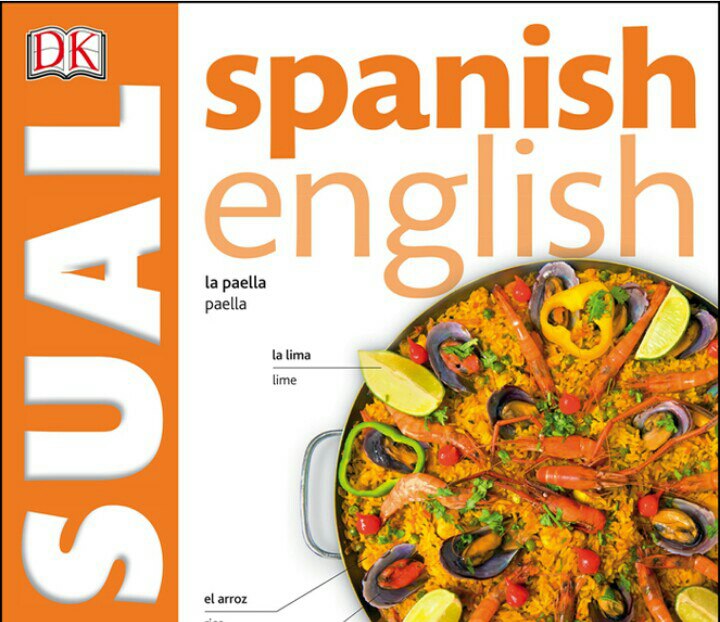 DK
SUAL
spanish
english
la paella
paella
la lima
lime
el arroz